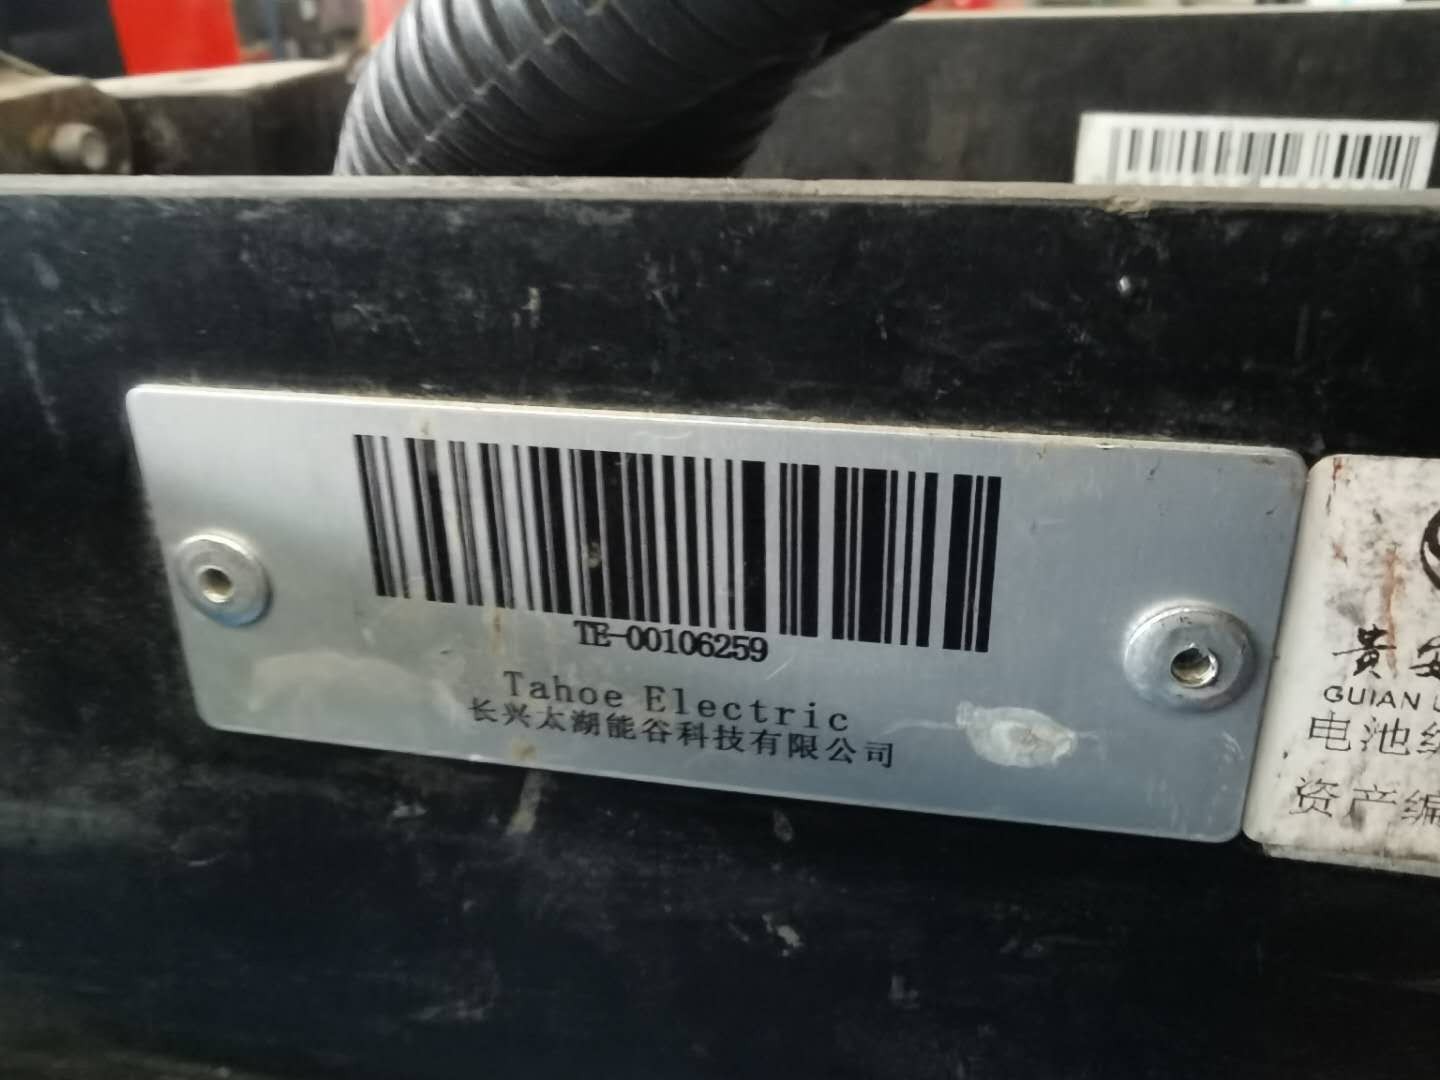 TE-00106259
Tahoe Electric
长兴太湖能谷科技有限公司
贵
GUIAN
电池
资产编